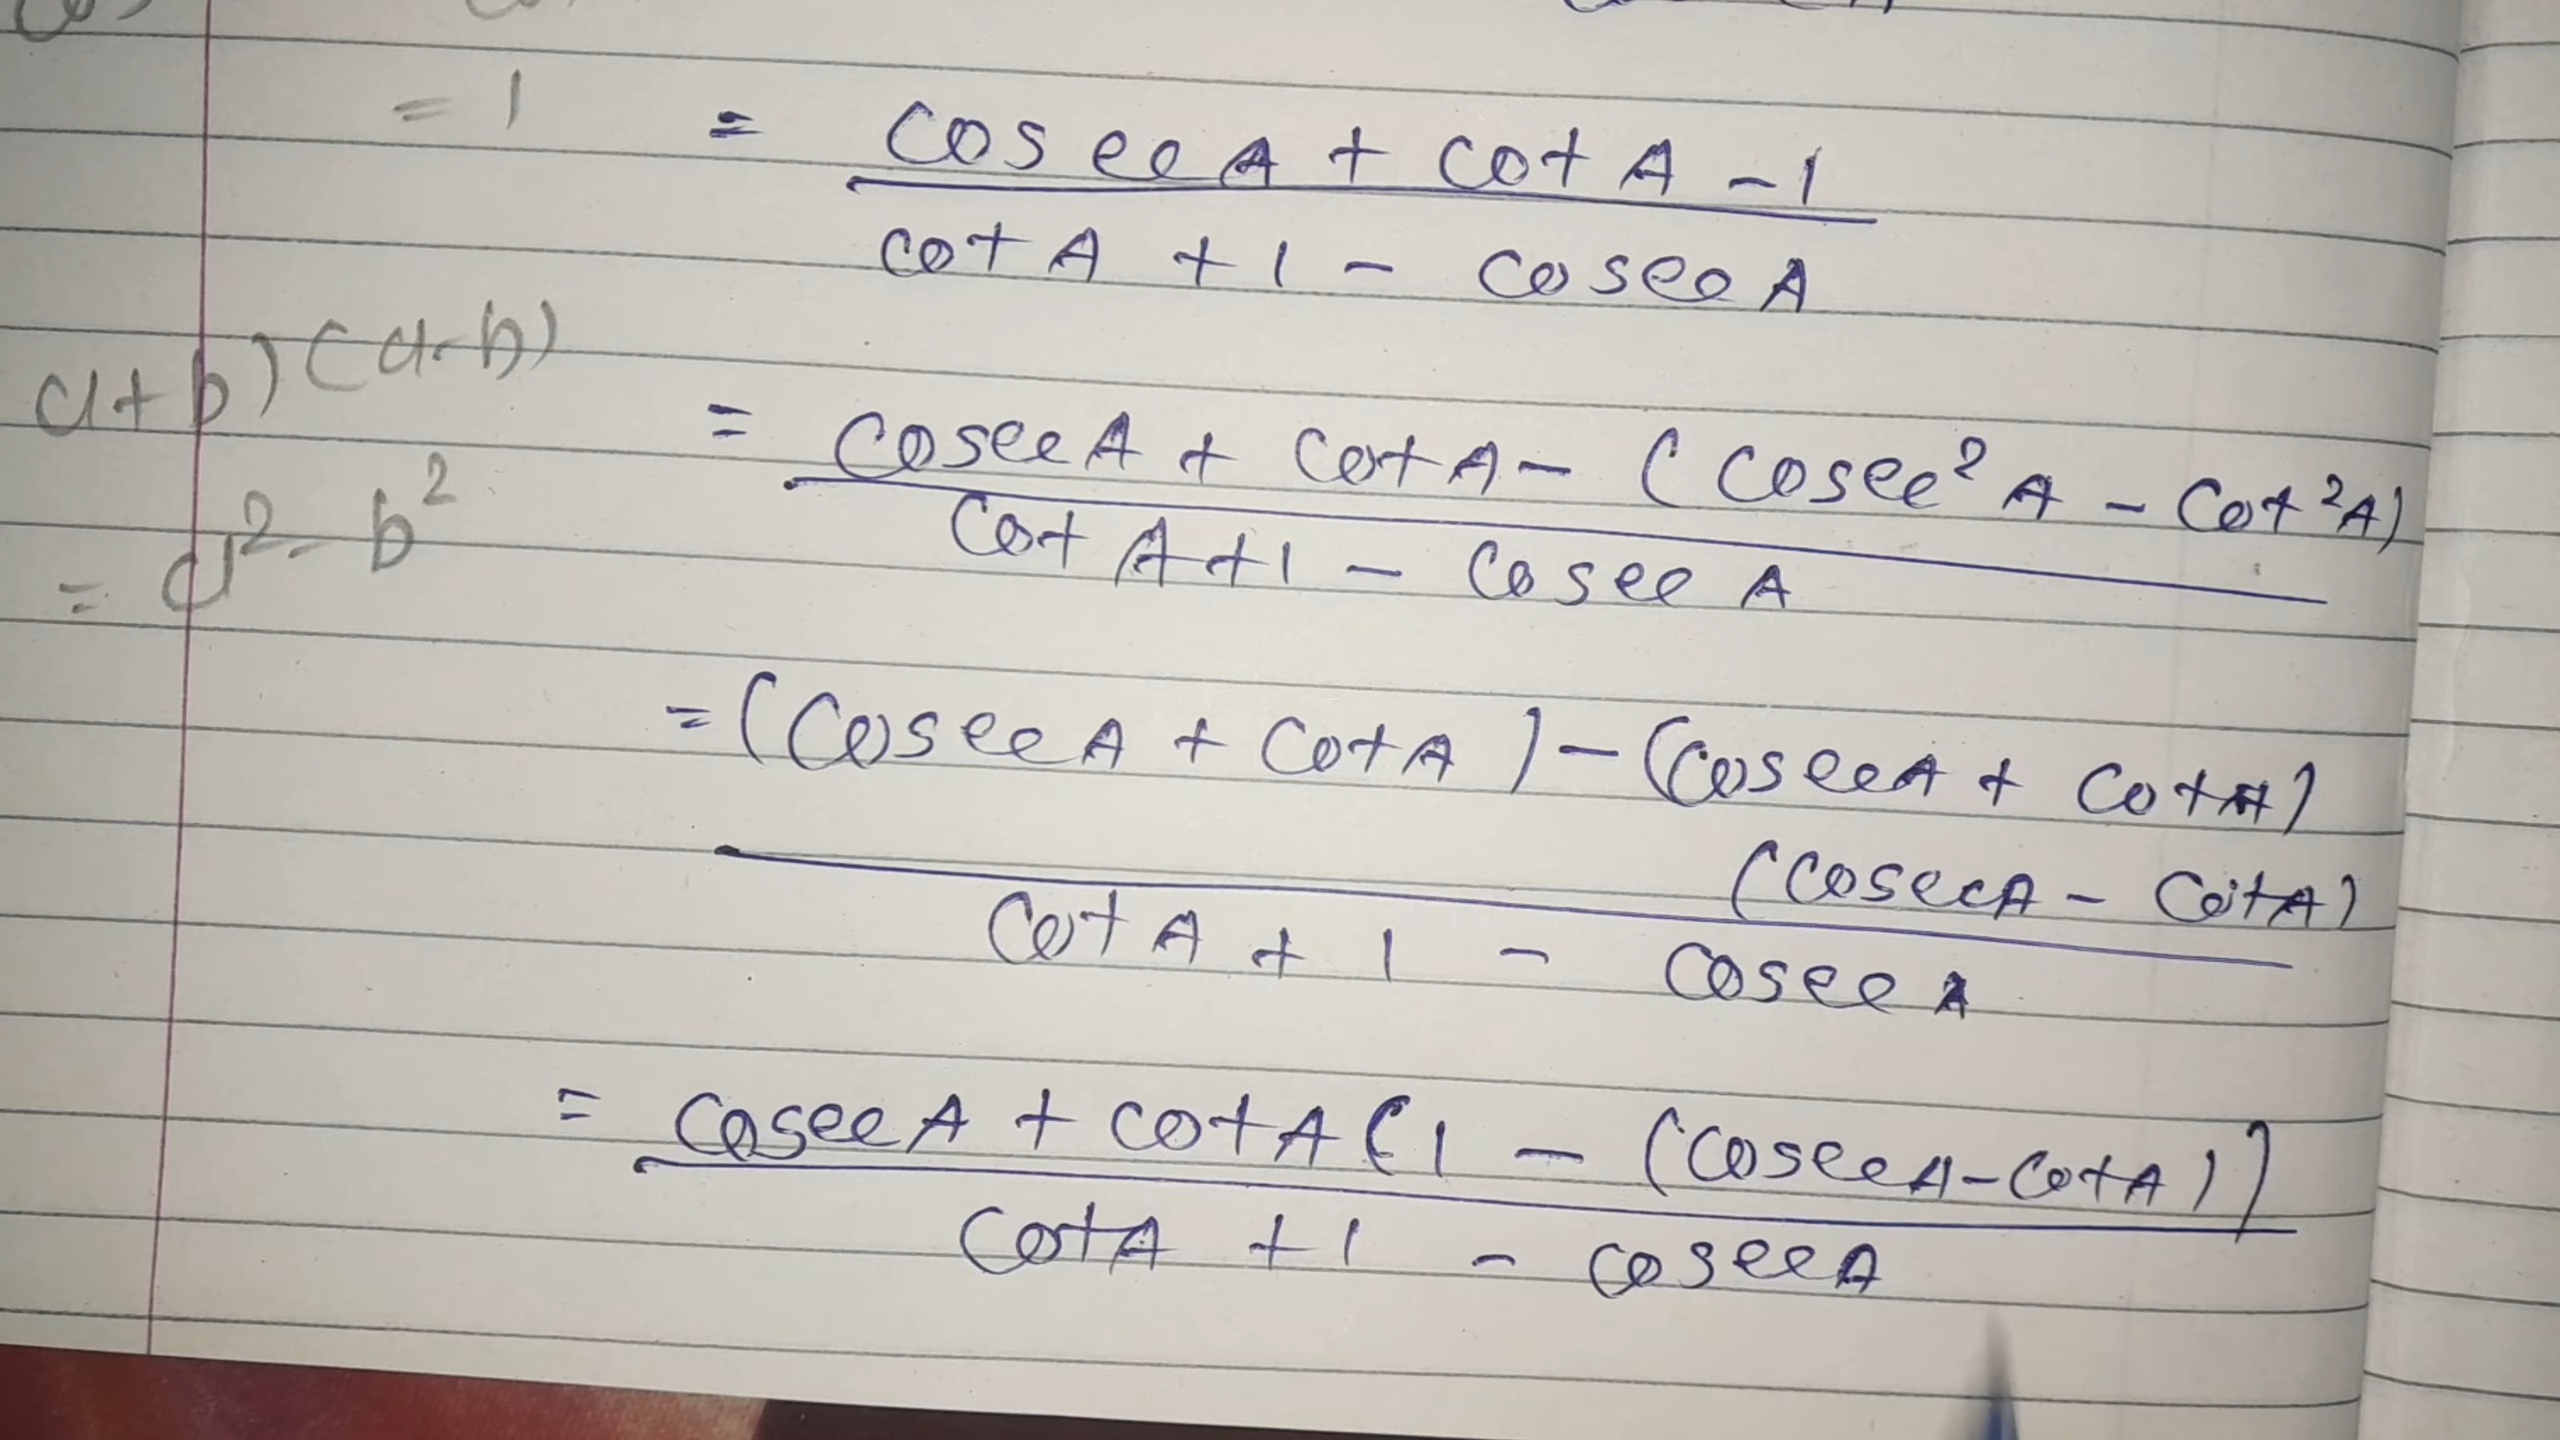 = 1
= cosec A + cot A - 1
cot A + 1 - cosec A
a+b) (a-b)
= a² - b²
= cosec A + cot A - (cosec² A - cot² A)
cot A + 1 - cosec A
= (cosec A + cot A) - (cosec A + cot A)
(cosec A - cot A)
cot A + 1 - cosec A
= cosec A + cot A (1 - (cosec A - cot A))
cot A + 1 - cosec A